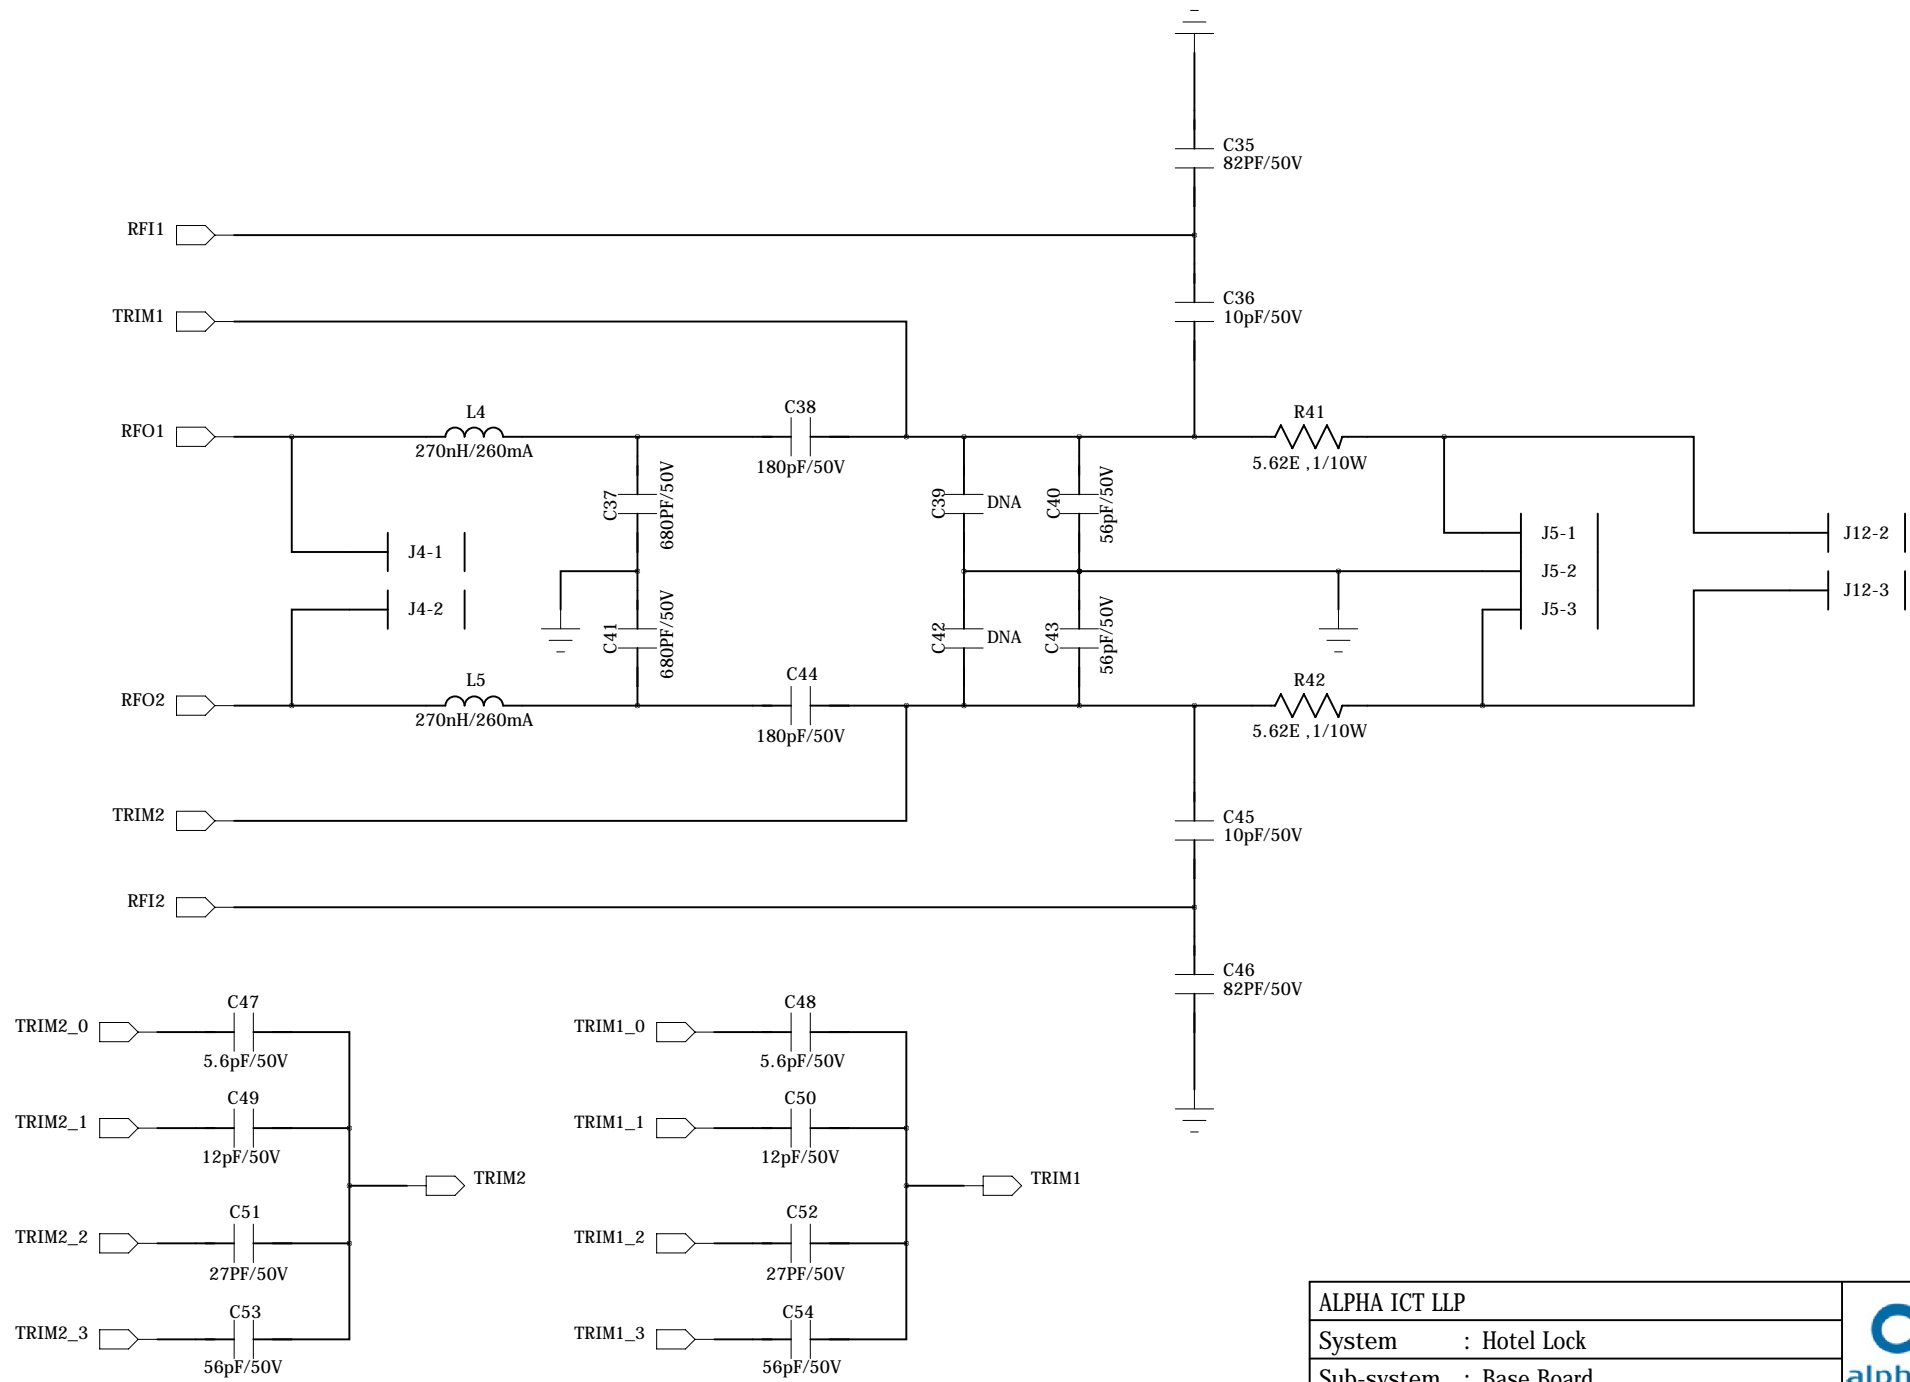 C35
82PF/50V
RFI1
C36
10pF/50V
TRIM1
RFO1
L4
270nH/260mA
C38
180pF/50V
R41
5.62E ,1/10W
C37
680PF/50V
C39
DNA
C40
56pF/50V
J4-1
J4-2
J5-1
J5-2
J5-3
J12-2
J12-3
C41
680PF/50V
C42
DNA
C43
56pF/50V
RFO2
L5
270nH/260mA
C44
180pF/50V
R42
5.62E ,1/10W
TRIM2
C45
10pF/50V
RFI2
C46
82PF/50V
TRIM2_0
C47
5.6pF/50V
TRIM2_1
C49
12pF/50V
TRIM2
TRIM2_2
C51
27PF/50V
TRIM2_3
C53
56pF/50V
TRIM1_0
C48
5.6pF/50V
TRIM1_1
C50
12pF/50V
TRIM1
TRIM1_2
C52
27PF/50V
TRIM1_3
C54
56pF/50V
ALPHA ICT LLP
System : Hotel Lock
Sub-system : Base Board